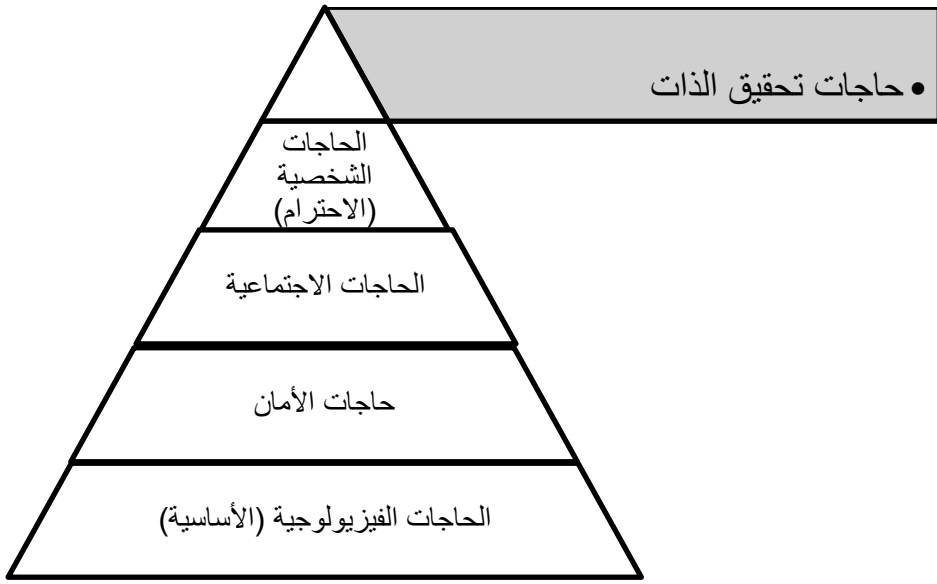 • حاجات تحقيق الذات
الحاجات
الشخصية
(الاحترام)
الحاجات الاجتماعية
حاجات الأمان
الحاجات الفيزيولوجية (الأساسية)